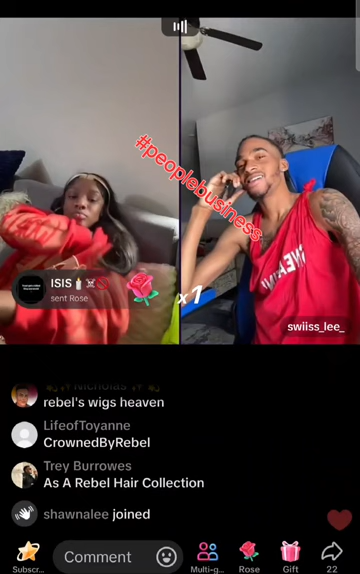 #peoplebusiness
ISIS🕯☠🚫
sent Rose
x1
swiiss_lee_
Nicholas
rebel's wigs heaven
LifeofToyanne
CrownedByRebel
Trey Burrowes
As A Rebel Hair Collection
shawnalee joined
Subscr...
Comment
Multi-g...
Rose
Gift
22